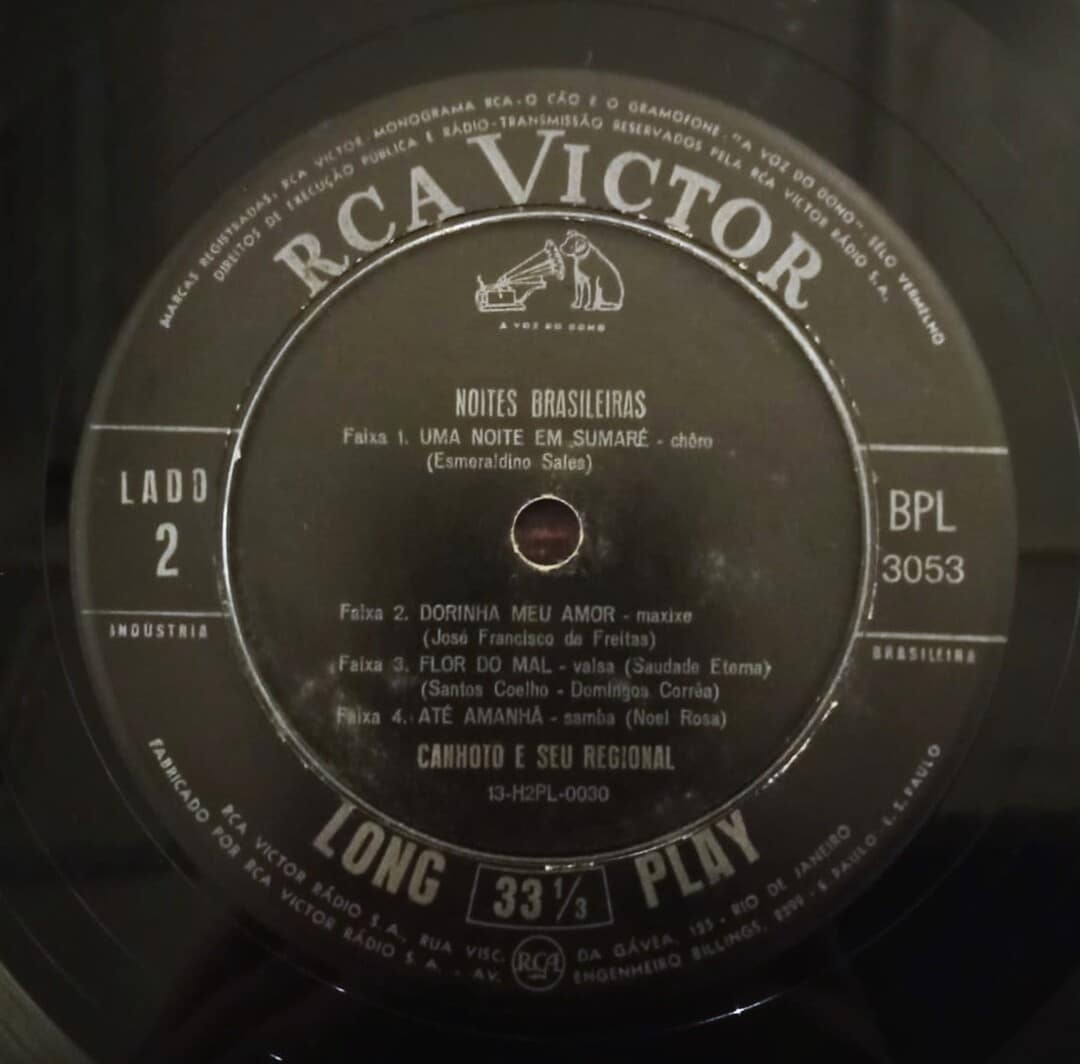 MARCAS REGISTRADAS, RCA VICTOR, MONOGRAMA RCA - O CÃO E O GRAMOFONE - "A VOZ DO DONO" - SÊLO VERMELHO
DIREITOS DE EXECUÇÃO PÚBLICA E RÁDIO-TRANSMISSÃO RESERVADOS PELA RCA VICTOR RÁDIO S.A.
RCA VICTOR
A VOZ DO DONO
NOITES BRASILEIRAS
Faixa 1. UMA NOITE EM SUMARÉ - chôro
(Esmeraldino Sales)
LADO
2
BPL
3053
INDÚSTRIA
BRASILEIRA
Faixa 2. DORINHA MEU AMOR - maxixe
(José Francisco de Freitas)
Faixa 3. FLOR DO MAL - valsa (Saudade Eterna)
(Santos Coelho - Domingos Corrêa)
Faixa 4. ATÉ AMANHÃ - samba (Noel Rosa)
CANHOTO E SEU REGIONAL
13-H2PL-0030
LONG 33 1/3 PLAY
RCA VICTOR RÁDIO S.A., RUA VISC. DA GÁVEA, 135 - RIO DE JANEIRO
FABRICADO POR RCA VICTOR RÁDIO S.A. - AV. ENGENHEIRO BILLINGS, - S. PAULO - E. S. PAULO
RCA